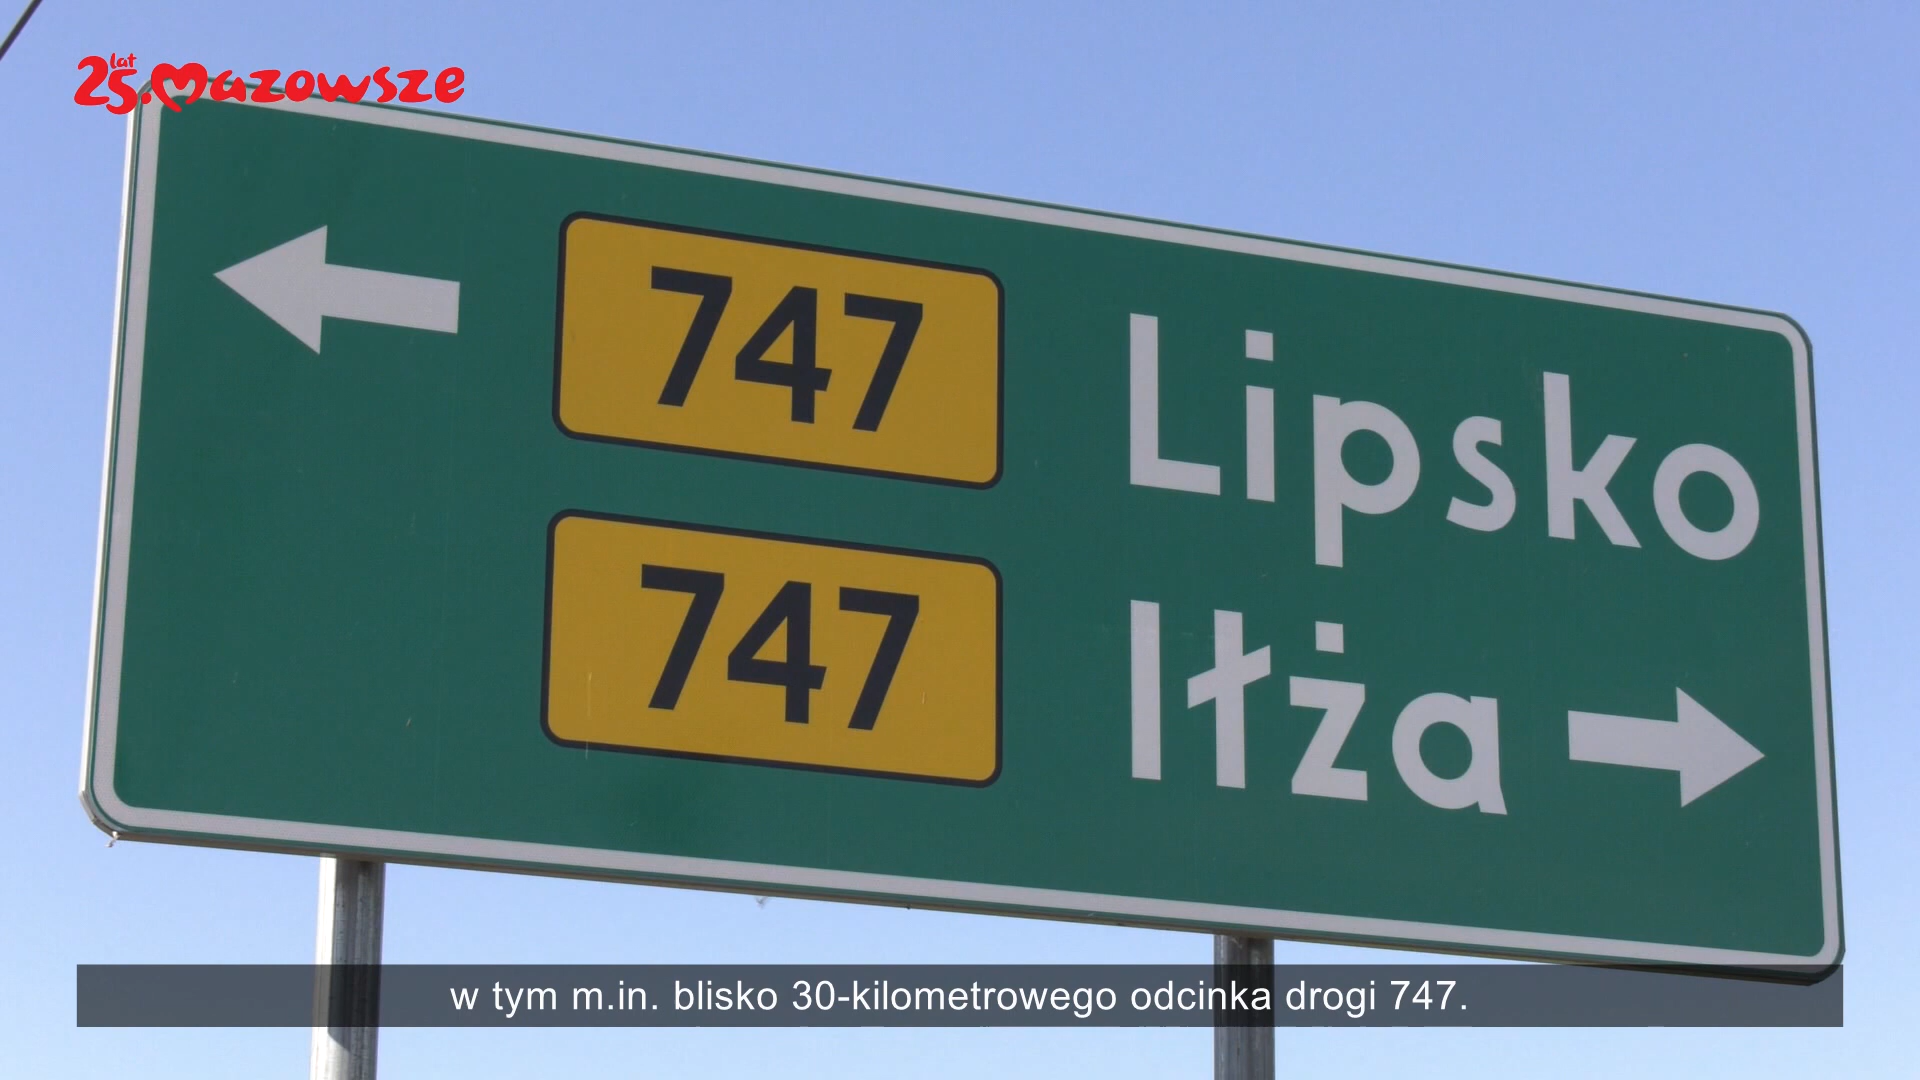 25 lat Mazowsze
747 Lipsko
747 Iłża
w tym m.in. blisko 30-kilometrowego odcinka drogi 747.